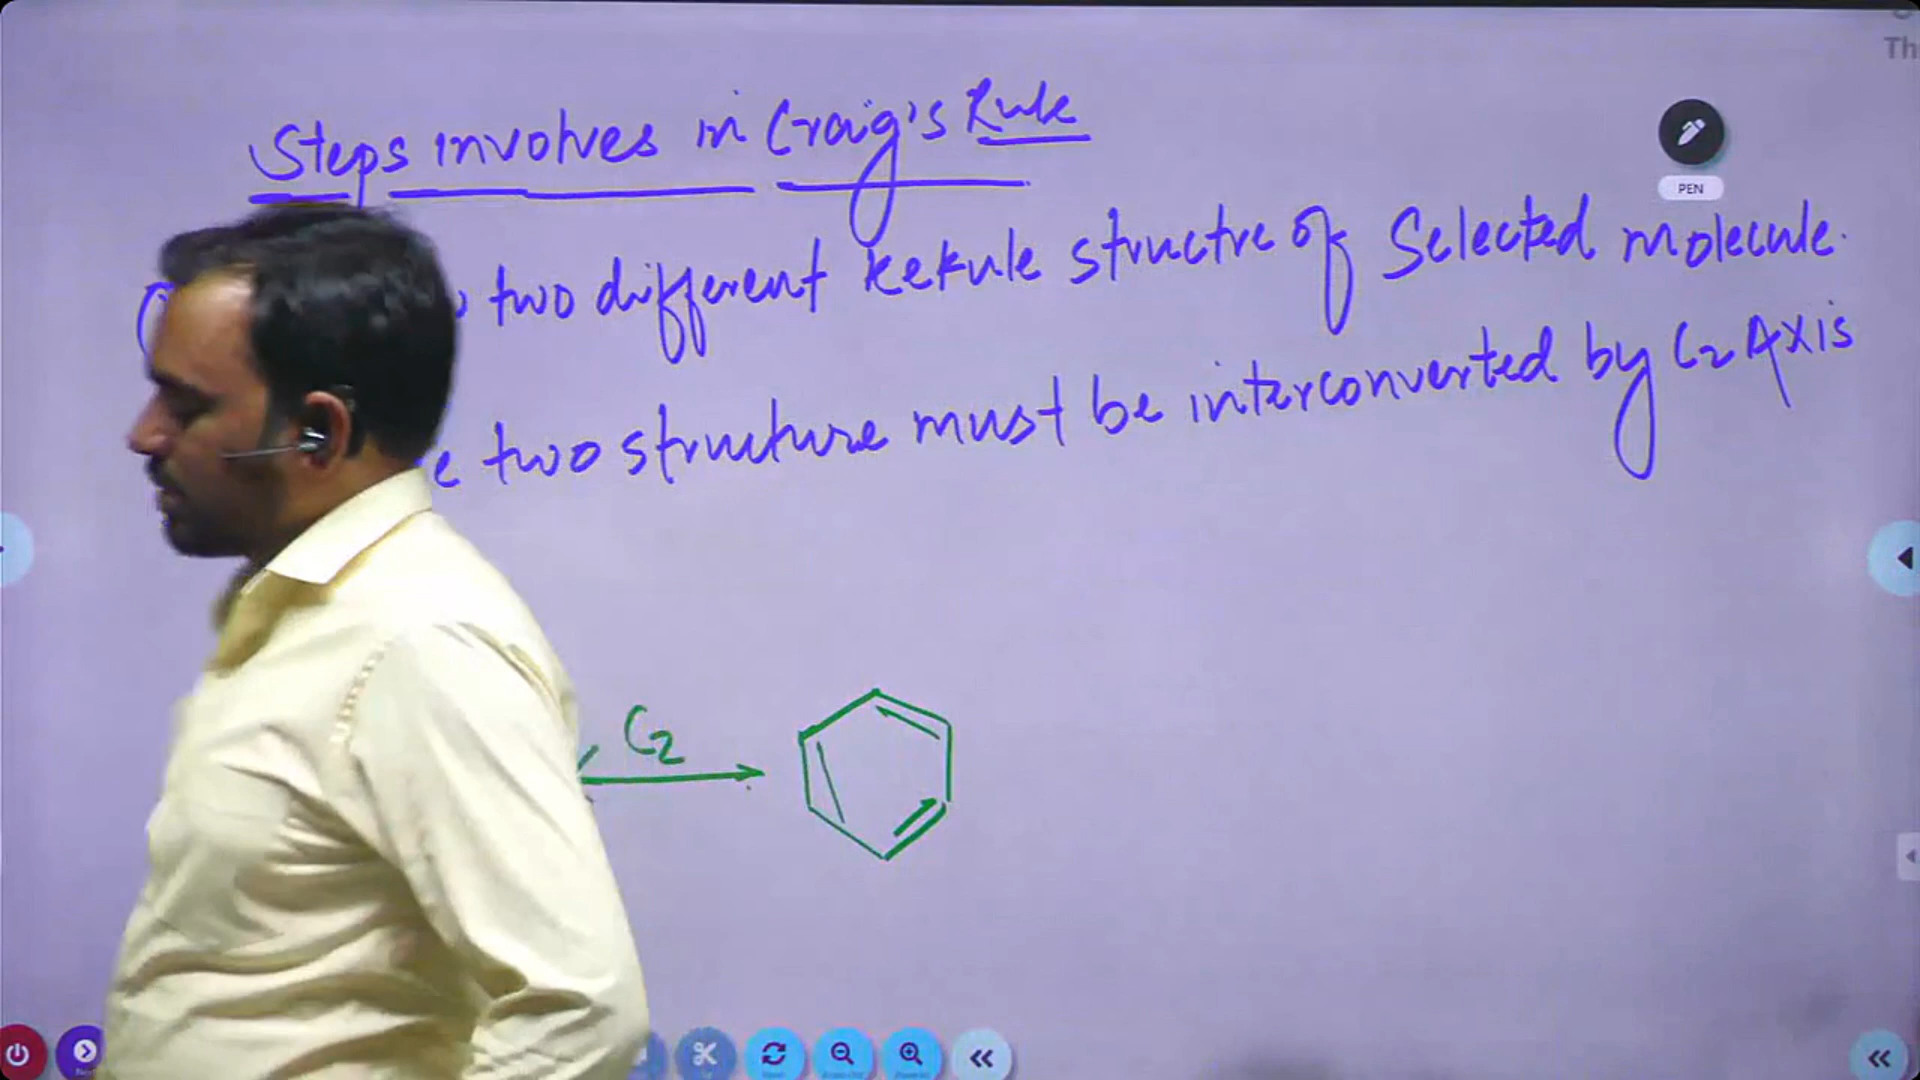 Steps involves in Craig's Rule
two different kekule structre of Selected molecule.
two structure must be interconverted by C2 Axis
C2
PEN
Th